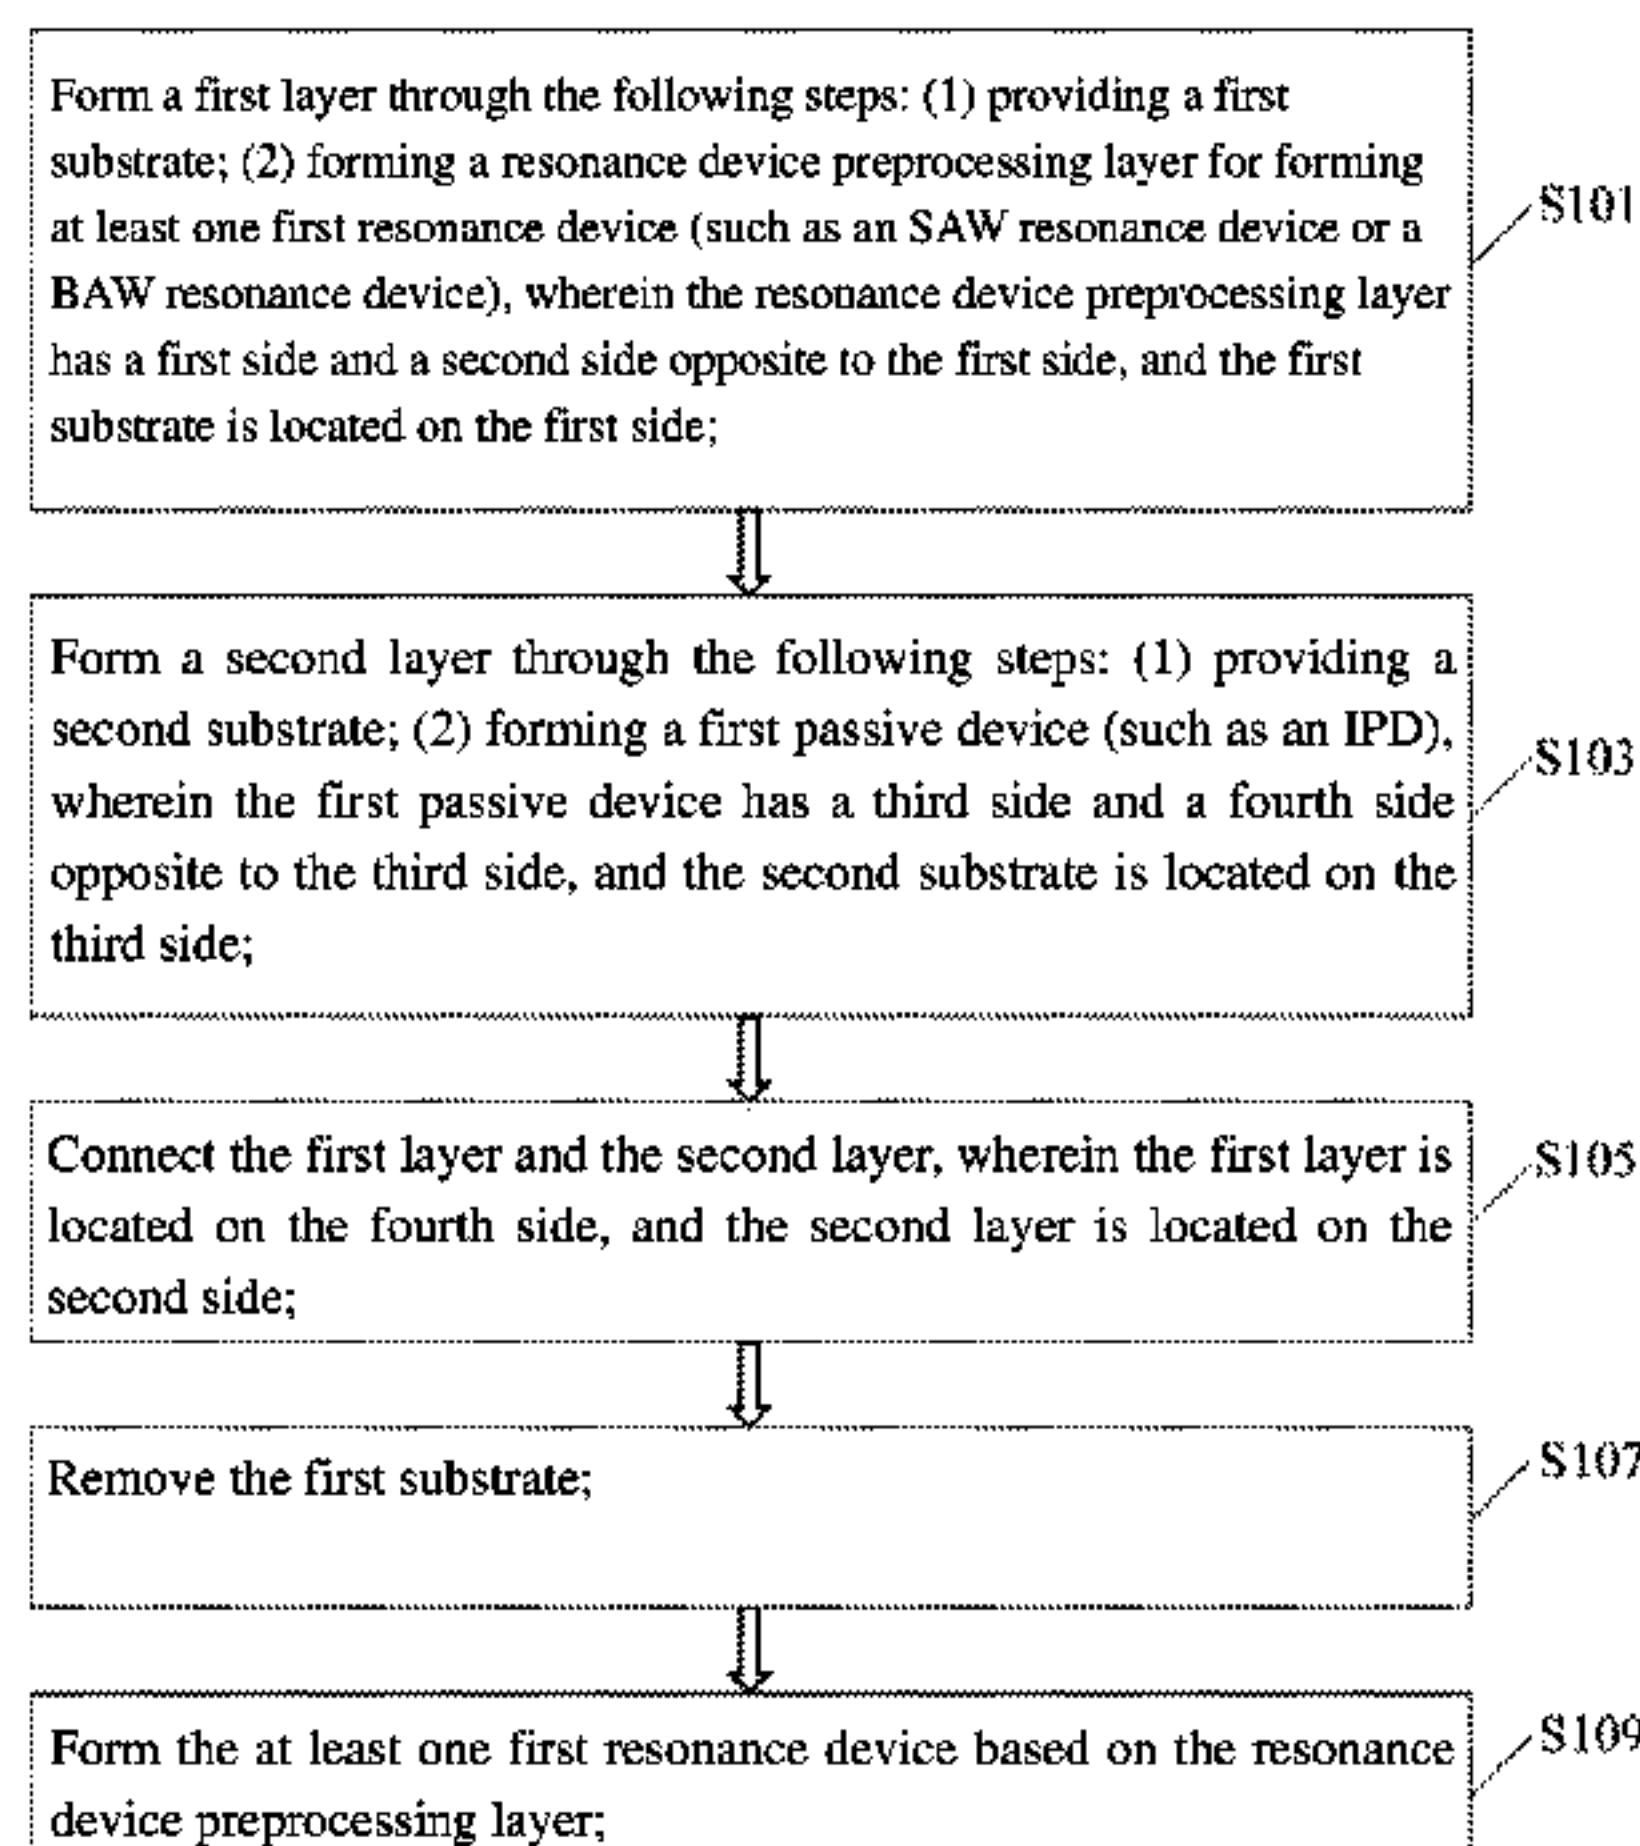 Form a first layer through the following steps: (1) providing a first
substrate; (2) forming a resonance device preprocessing layer for forming
at least one first resonance device (such as an SAW resonance device or a
BAW resonance device), wherein the resonance device preprocessing layer
has a first side and a second side opposite to the first side, and the first
substrate is located on the first side;
S101
Form a second layer through the following steps: (1) providing a
second substrate; (2) forming a first passive device (such as an IPD),
wherein the first passive device has a third side and a fourth side
opposite to the third side, and the second substrate is located on the
third side;
S103
Connect the first layer and the second layer, wherein the first layer is
located on the fourth side, and the second layer is located on the
second side;
S105
Remove the first substrate;
S107
Form the at least one first resonance device based on the resonance
device preprocessing layer;
S109